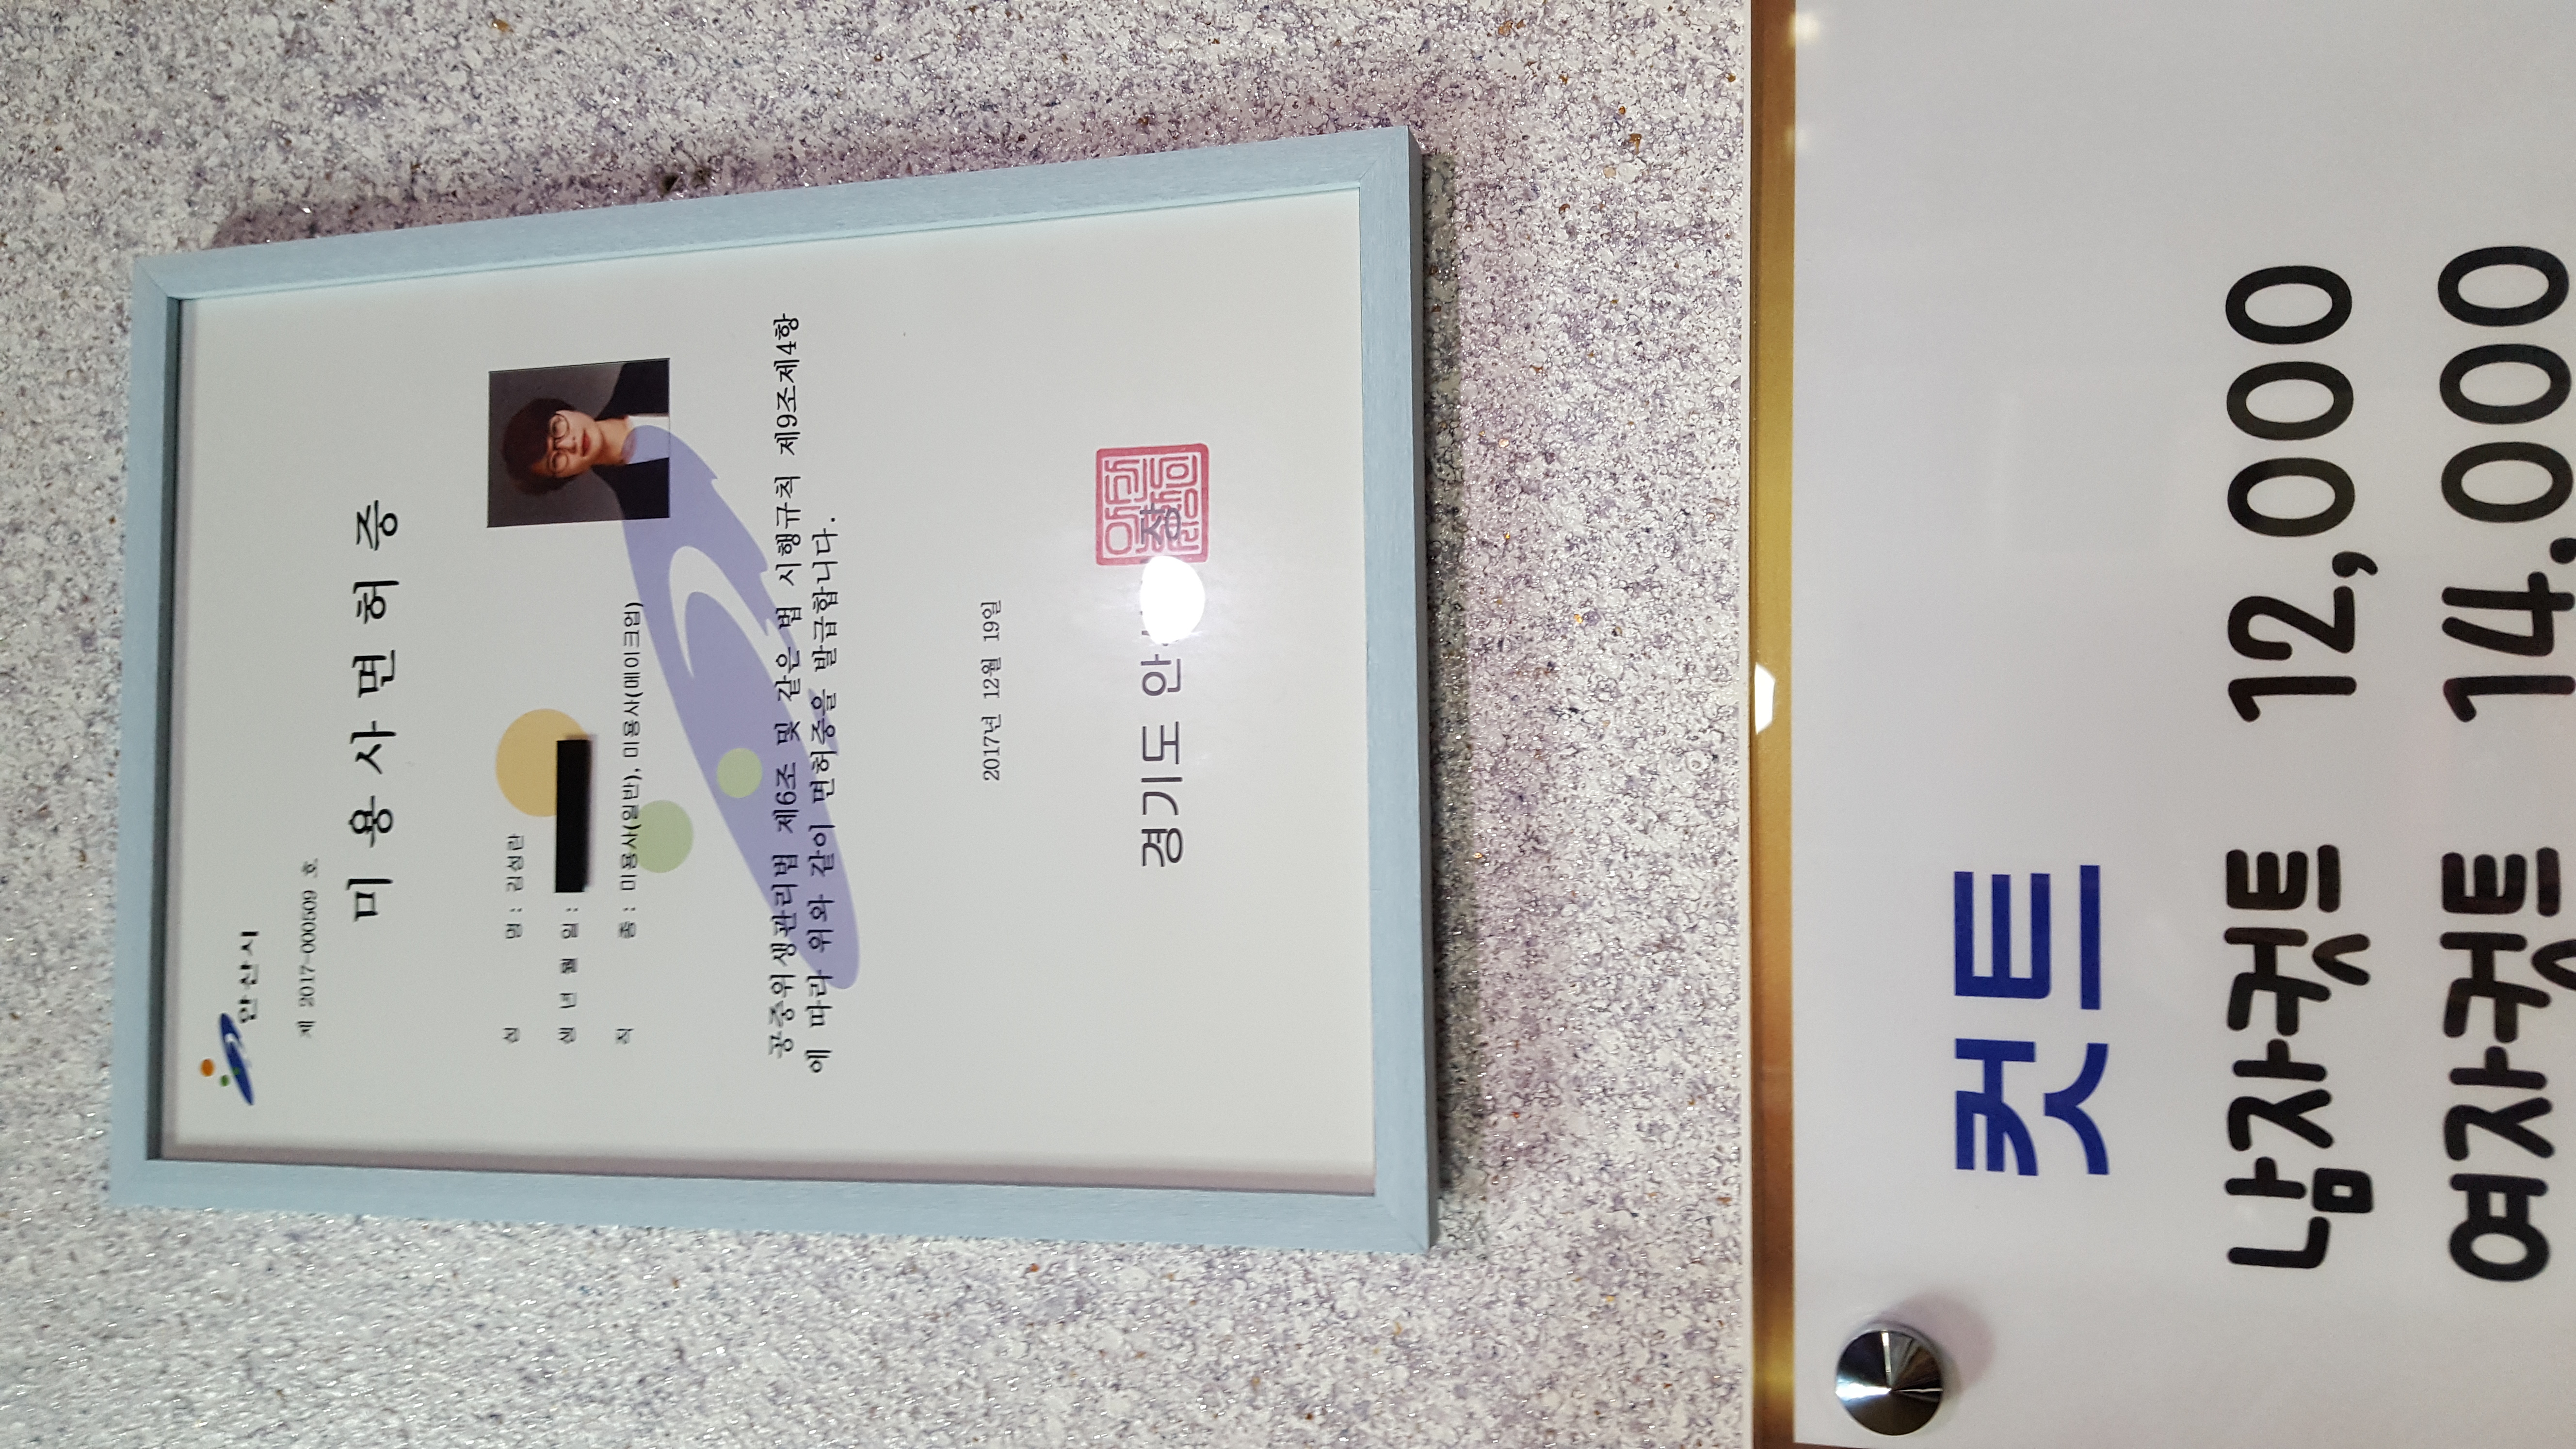 안산시
제 2017-000509 호
미용사면허증
성 명 : 김성란
생 년 월 일 :
직 종 : 미용사(일반), 미용사(메이크업)
공중위생관리법 제6조 및 같은 법 시행규칙 제9조제4항
에 따라 위와 같이 면허증을 발급합니다.
2017년 12월 19일
경기도 안 장
컷트
남자컷트 12,000
여자컷트 14.000